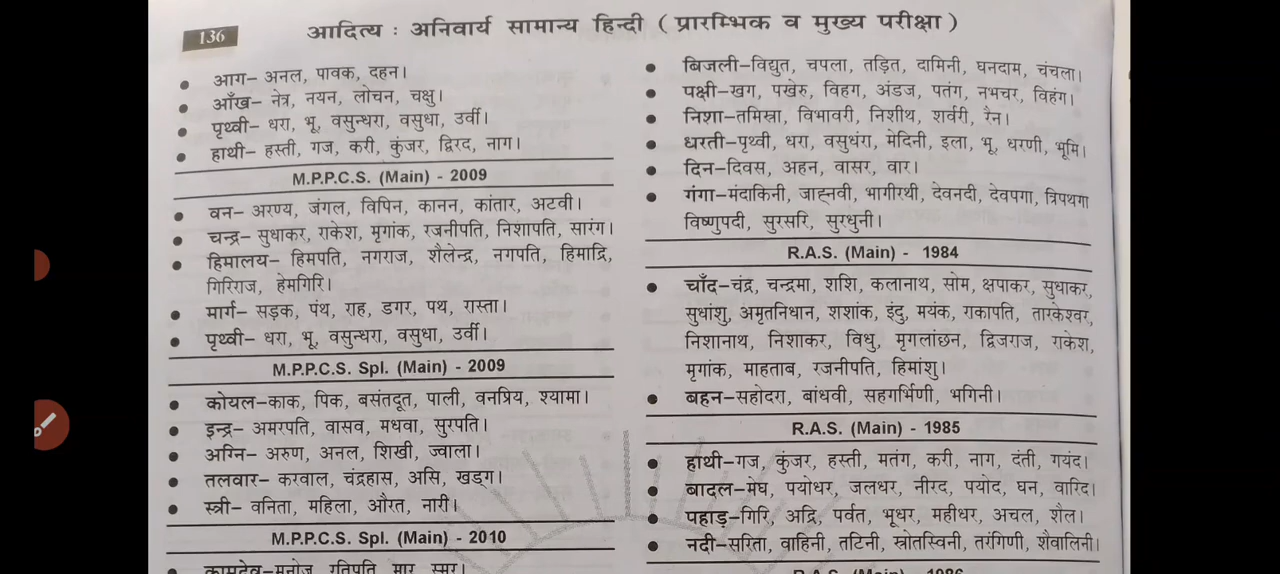 136
आदित्य : अनिवार्य सामान्य हिन्दी ( प्रारम्भिक व मुख्य परीक्षा )
● आग– अनल, पावक, दहन।
● आँख– नेत्र, नयन, लोचन, चक्षु।
● पृथ्वी– धरा, भू, वसुन्धरा, वसुधा, उर्वी।
● हाथी– हस्ती, गज, करी, कुंजर, द्विरद, नाग।
M.P.P.C.S. (Main) - 2009
● वन– अरण्य, जंगल, विपिन, कानन, कांतार, अटवी।
● चन्द्र– सुधाकर, राकेश, मृगांक, रजनीपति, निशापति, सारंग।
● हिमालय– हिमपति, नगराज, शैलेन्द्र, नगपति, हिमाद्रि,
गिरिराज, हेमगिरि।
● मार्ग– सड़क, पंथ, राह, डगर, पथ, रास्ता।
● पृथ्वी– धरा, भू, वसुन्धरा, वसुधा, उर्वी।
M.P.P.C.S. Spl. (Main) - 2009
● कोयल–काक, पिक, बसंतदूत, पाली, वनप्रिय, श्यामा।
● इन्द्र– अमरपति, वासव, मधवा, सुरपति।
● अग्नि– अरुण, अनल, शिखी, ज्वाला।
● तलवार– करवाल, चंद्रहास, असि, खड्ग।
● स्त्री– वनिता, महिला, औरत, नारी।
M.P.P.C.S. Spl. (Main) - 2010
● कामदेव–मनोज, रतिपति, मार, स्मर।
● बिजली–विद्युत, चपला, तड़ित, दामिनी, घनदाम, चंचला।
● पक्षी–खग, पखेरु, विहग, अंडज, पतंग, नभचर, विहंग।
● निशा–तमिस्रा, विभावरी, निशीथ, शर्वरी, रैन।
● धरती–पृथ्वी, धरा, वसुधंरा, मेदिनी, इला, भू, धरणी, भूमि।
● दिन–दिवस, अहन, वासर, वार।
● गंगा–मंदाकिनी, जाह्नवी, भागीरथी, देवनदी, देवपगा, त्रिपथगा
विष्णुपदी, सुरसरि, सुरधुनी।
R.A.S. (Main) - 1984
● चाँद–चंद्र, चन्द्रमा, शशि, कलानाथ, सोम, क्षपाकर, सुधाकर,
सुधांशु, अमृतनिधान, शशांक, इंदु, मयंक, राकापति, तारकेश्वर,
निशानाथ, निशाकर, विधु, मृगलांछन, द्विजराज, राकेश,
मृगांक, माहताब, रजनीपति, हिमांशु।
● बहन–सहोदरा, बांधवी, सहगर्भिणी, भगिनी।
R.A.S. (Main) - 1985
● हाथी–गज, कुंजर, हस्ती, मतंग, करी, नाग, दंती, गयंद।
● बादल–मेघ, पयोधर, जलधर, नीरद, पयोद, घन, वारिद।
● पहाड़–गिरि, अद्रि, पर्वत, भूधर, महीधर, अचल, शैल।
● नदी–सरिता, वाहिनी, तटिनी, स्रोतस्विनी, तरंगिणी, शैवालिनी।
R.A.S. (Main) - 1986